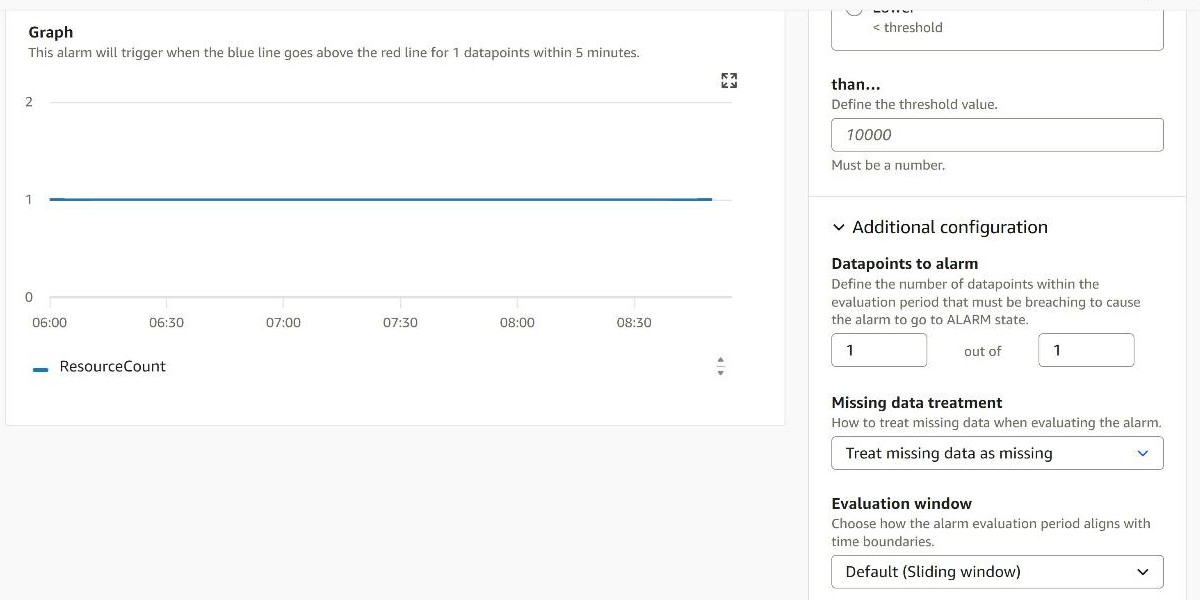 Graph
This alarm will trigger when the blue line goes above the red line for 1 datapoints within 5 minutes.
2
1
0
06:00 06:30 07:00 07:30 08:00 08:30
ResourceCount
Lower
< threshold
than...
Define the threshold value.
10000
Must be a number.
Additional configuration
Datapoints to alarm
Define the number of datapoints within the
evaluation period that must be breaching to cause
the alarm to go to ALARM state.
1 out of 1
Missing data treatment
How to treat missing data when evaluating the alarm.
Treat missing data as missing
Evaluation window
Choose how the alarm evaluation period aligns with
time boundaries.
Default (Sliding window)